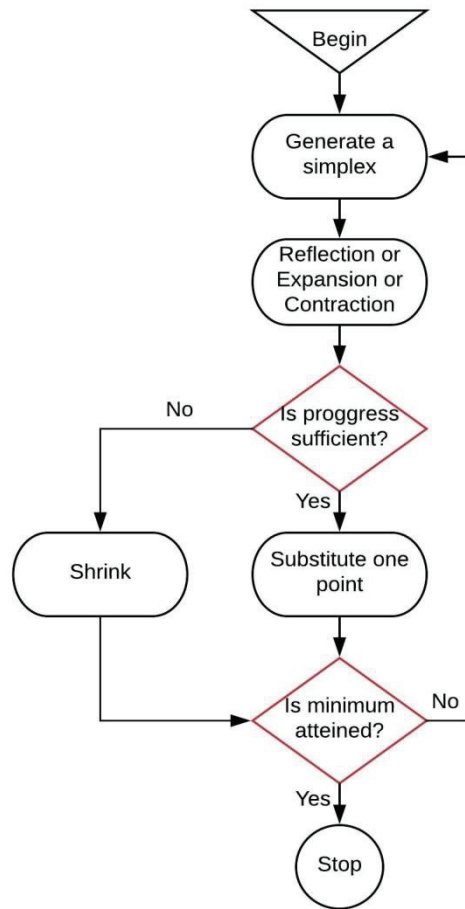 Begin
Generate a
simplex
Reflection or
Expansion or
Contraction
Is proggress
sufficient?
No
Yes
Shrink
Substitute one
point
Is minimum
atteined?
No
Yes
Stop